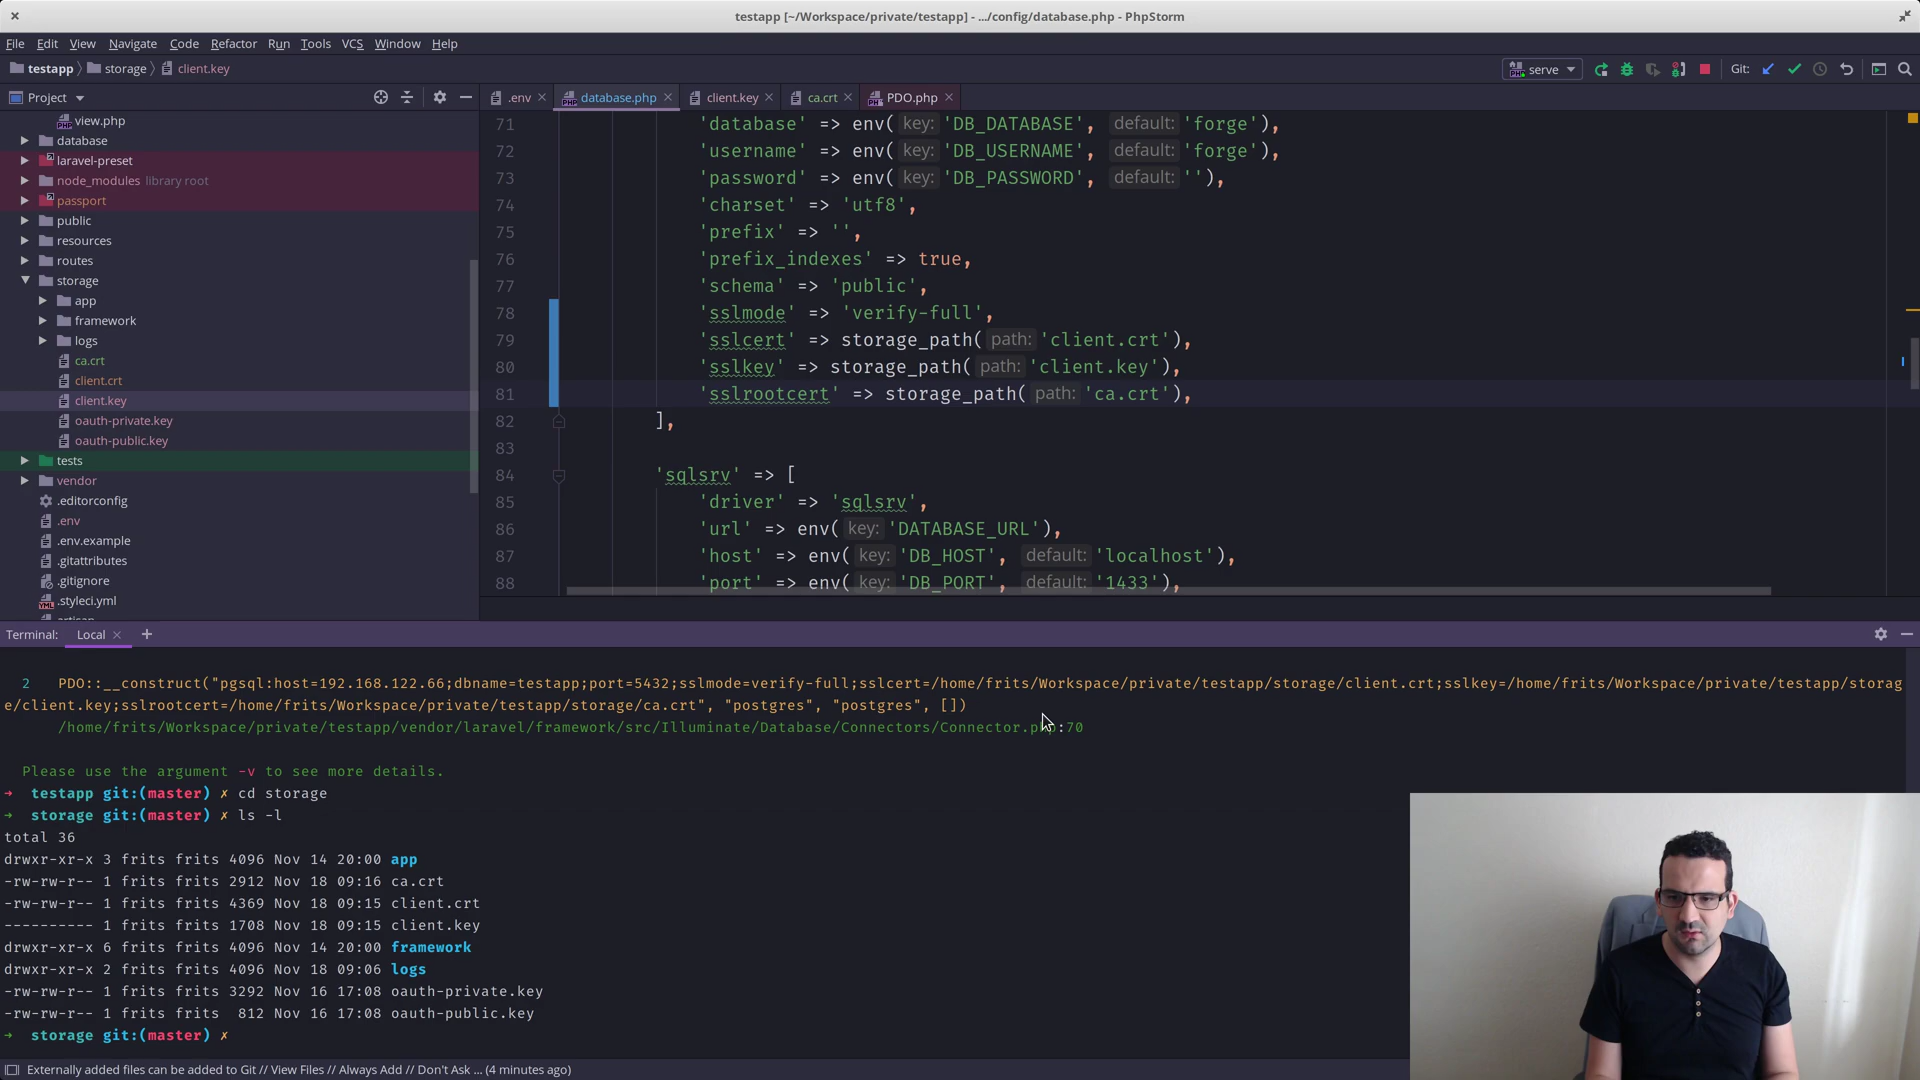 testapp [~/Workspace/private/testapp] - .../config/database.php - PhpStorm
File Edit View Navigate Code Refactor Run Tools VCS Window Help
testapp storage client.key
serve Git:
Project
.env database.php client.key ca.crt PDO.php
view.php
database
laravel-preset
node_modules library root
passport
public
resources
routes
storage
app
framework
logs
ca.crt
client.crt
client.key
oauth-private.key
oauth-public.key
tests
vendor
.editorconfig
.env
.env.example
.gitattributes
.gitignore
.styleci.yml
71 'database' => env( key: 'DB_DATABASE', default: 'forge'),
72 'username' => env( key: 'DB_USERNAME', default: 'forge'),
73 'password' => env( key: 'DB_PASSWORD', default: ''),
74 'charset' => 'utf8',
75 'prefix' => '',
76 'prefix_indexes' => true,
77 'schema' => 'public',
78 'sslmode' => 'verify-full',
79 'sslcert' => storage_path( path: 'client.crt'),
80 'sslkey' => storage_path( path: 'client.key'),
81 'sslrootcert' => storage_path( path: 'ca.crt'),
82 ],
83
84 'sqlsrv' => [
85 'driver' => 'sqlsrv',
86 'url' => env( key: 'DATABASE_URL'),
87 'host' => env( key: 'DB_HOST', default: 'localhost'),
88 'port' => env( key: 'DB_PORT', default: '1433'),
Terminal: Local
2 PDO::__construct("pgsql:host=192.168.122.66;dbname=testapp;port=5432;sslmode=verify-full;sslcert=/home/frits/Workspace/private/testapp/storage/client.crt;sslkey=/home/frits/Workspace/private/testapp/storag
e/client.key;sslrootcert=/home/frits/Workspace/private/testapp/storage/ca.crt", "postgres", "postgres", [])
/home/frits/Workspace/private/testapp/vendor/laravel/framework/src/Illuminate/Database/Connectors/Connector.php:70
Please use the argument -v to see more details.
→ testapp git:(master) ✗ cd storage
→ storage git:(master) ✗ ls -l
total 36
drwxr-xr-x 3 frits frits 4096 Nov 14 20:00 app
-rw-rw-r-- 1 frits frits 2912 Nov 18 09:16 ca.crt
-rw-rw-r-- 1 frits frits 4369 Nov 18 09:15 client.crt
---------- 1 frits frits 1708 Nov 18 09:15 client.key
drwxr-xr-x 6 frits frits 4096 Nov 14 20:00 framework
drwxr-xr-x 2 frits frits 4096 Nov 18 09:06 logs
-rw-rw-r-- 1 frits frits 3292 Nov 16 17:08 oauth-private.key
-rw-rw-r-- 1 frits frits 812 Nov 16 17:08 oauth-public.key
→ storage git:(master) ✗
Externally added files can be added to Git // View Files // Always Add // Don't Ask ... (4 minutes ago)